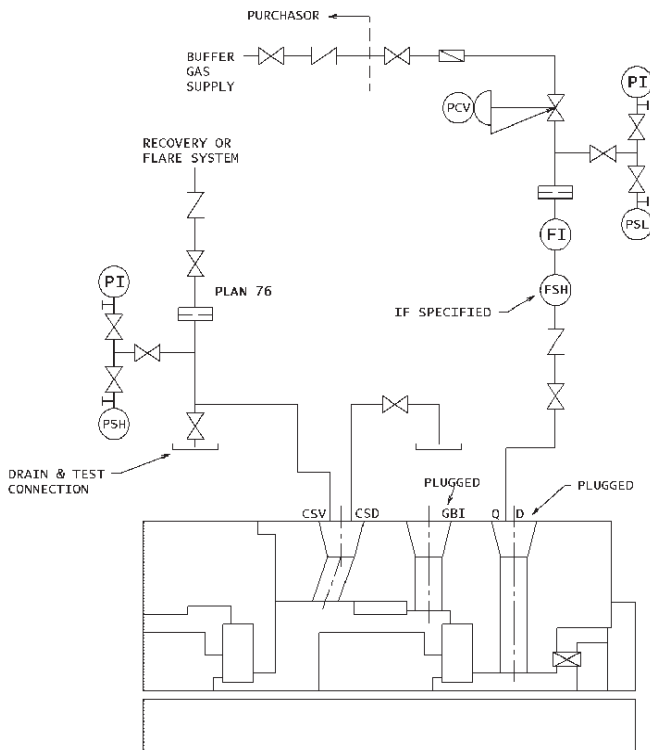 PURCHASOR
BUFFER
GAS
SUPPLY
PCV
PI
PSL
RECOVERY OR
FLARE SYSTEM
FI
PI
PLAN 76
FSH
IF SPECIFIED
PSH
DRAIN & TEST
CONNECTION
PLUGGED
PLUGGED
CSV
CSD
GBI
Q
D